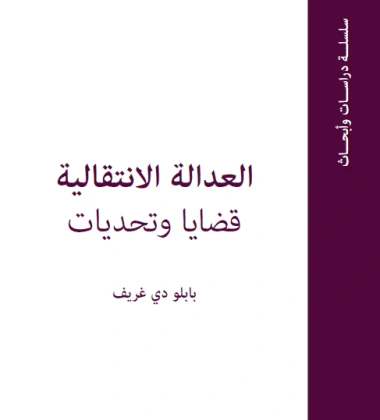 سلسلة دراسات وأبحاث
العدالة الانتقالية
قضايا وتحديات
بابلو دي غريف